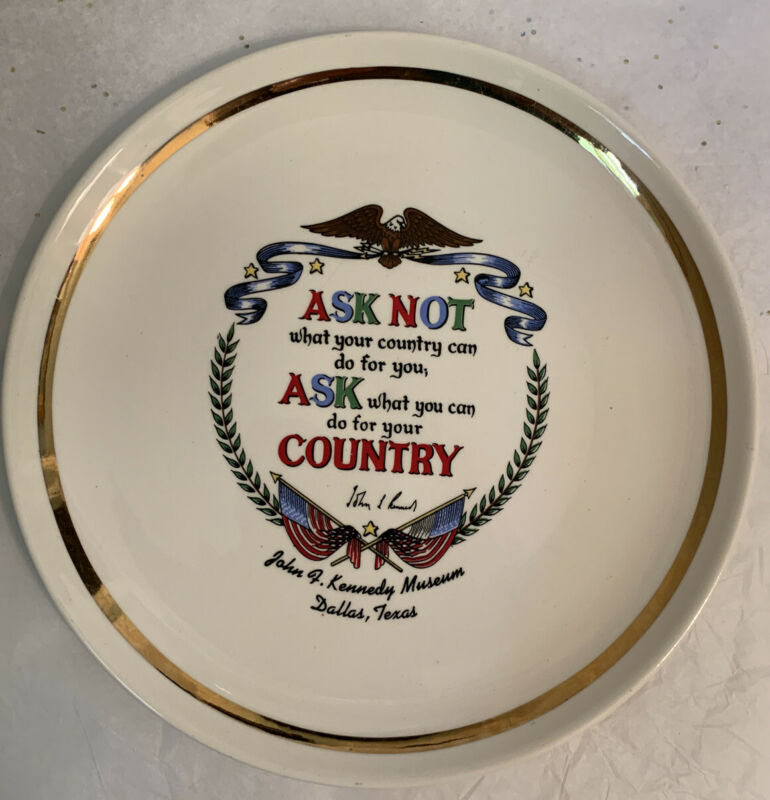 ASK NOT
what your country can
do for you;
ASK what you can
do for your
COUNTRY
John F. Kennedy Museum
Dallas, Texas